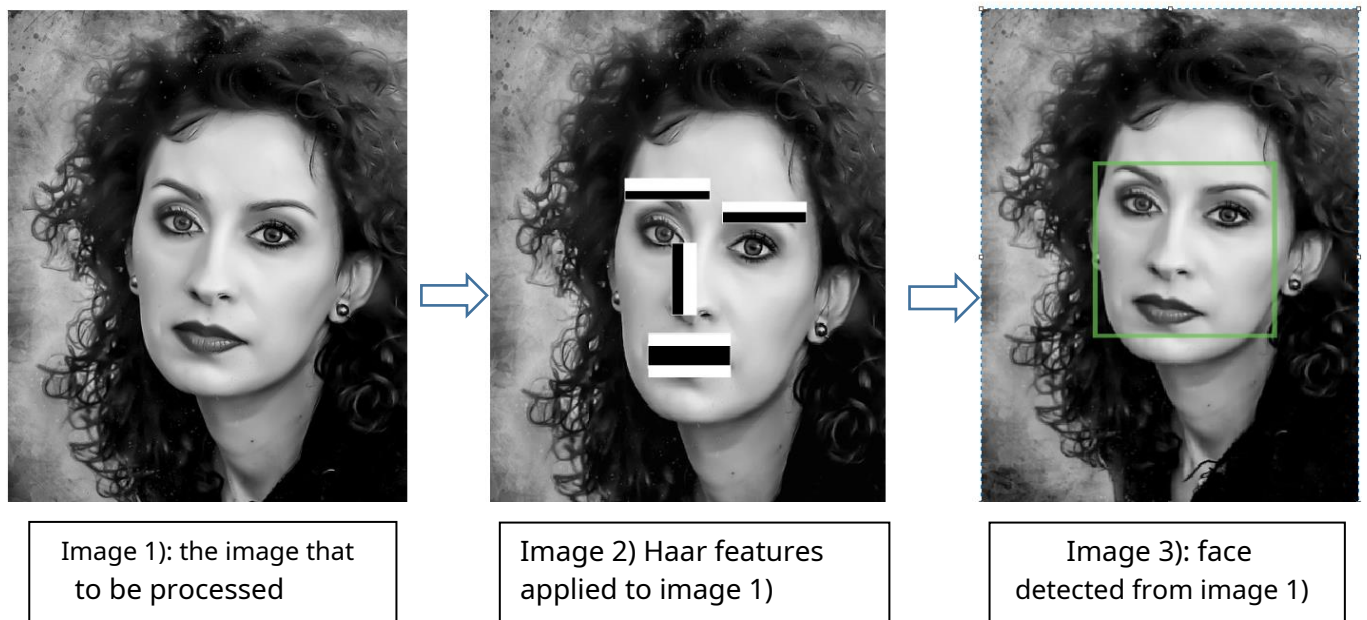 Image 1): the image that
to be processed
Image 2) Haar features
applied to image 1)
Image 3): face
detected from image 1)